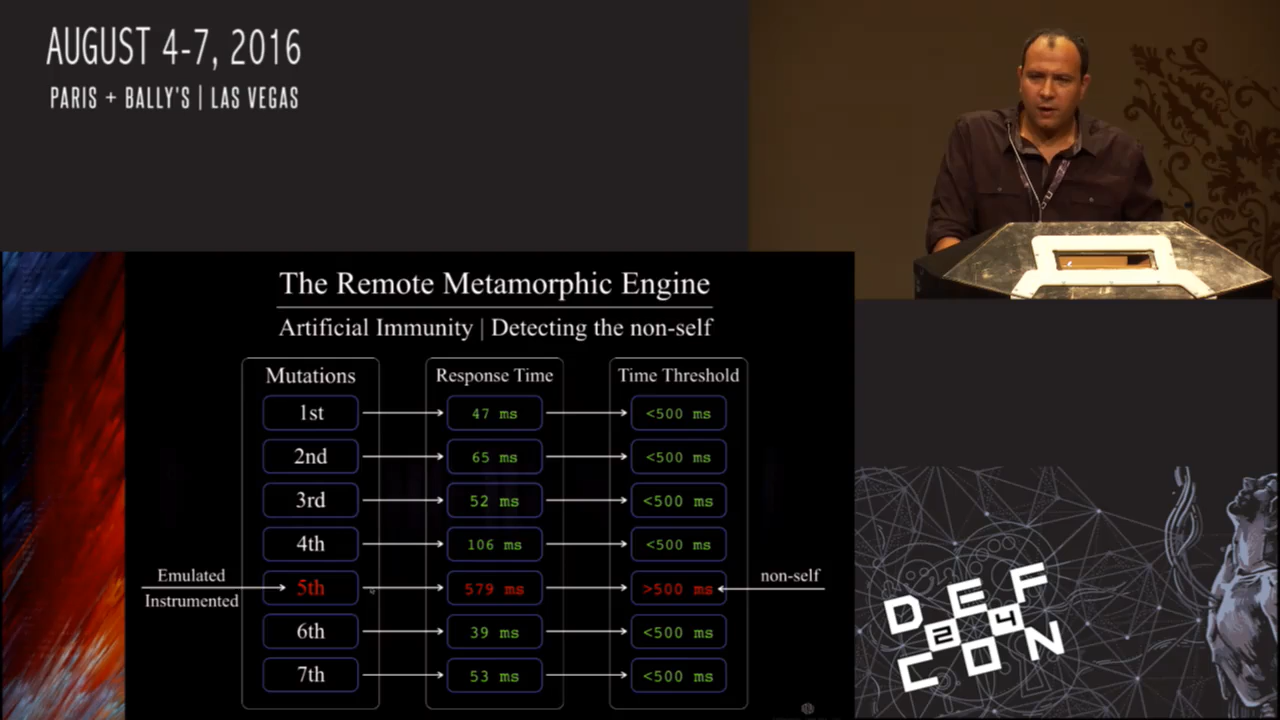 AUGUST 4-7, 2016
PARIS + BALLY'S | LAS VEGAS
The Remote Metamorphic Engine
Artificial Immunity | Detecting the non-self
Mutations Response Time Time Threshold
1st 47 ms <500 ms
2nd 65 ms <500 ms
3rd 52 ms <500 ms
4th 106 ms <500 ms
Emulated
Instrumented
5th 579 ms >500 ms
non-self
6th 39 ms <500 ms
7th 53 ms <500 ms
DEF
24
CON